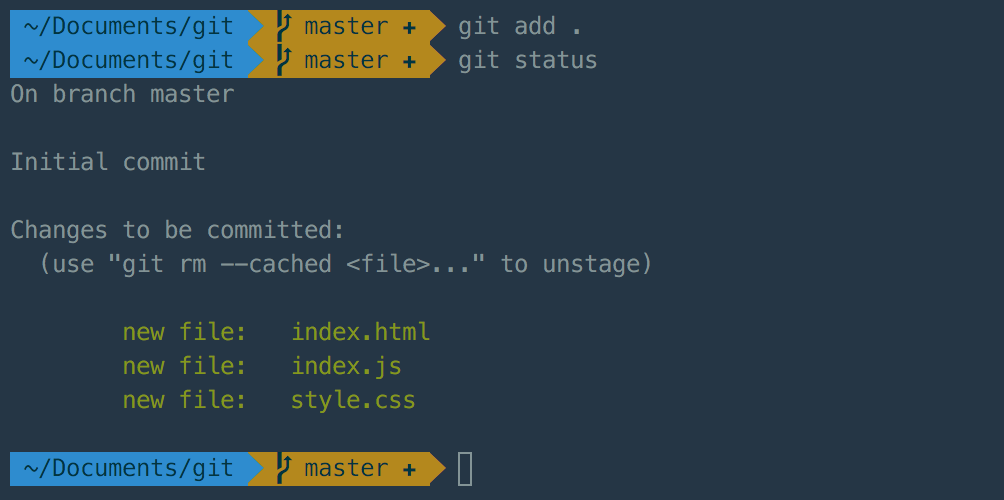 ~/Documents/git master + git add .
~/Documents/git master + git status
On branch master
Initial commit
Changes to be committed:
(use "git rm --cached <file>..." to unstage)
new file: index.html
new file: index.js
new file: style.css
~/Documents/git master +